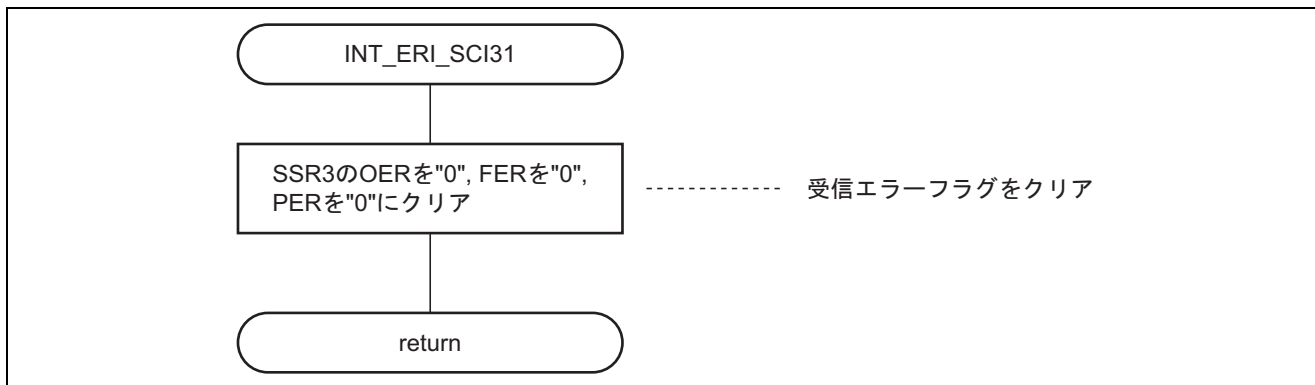 INT_ERI_SCI31
SSR3のOERを"0", FERを"0",
PERを"0"にクリア
受信エラーフラグをクリア
return